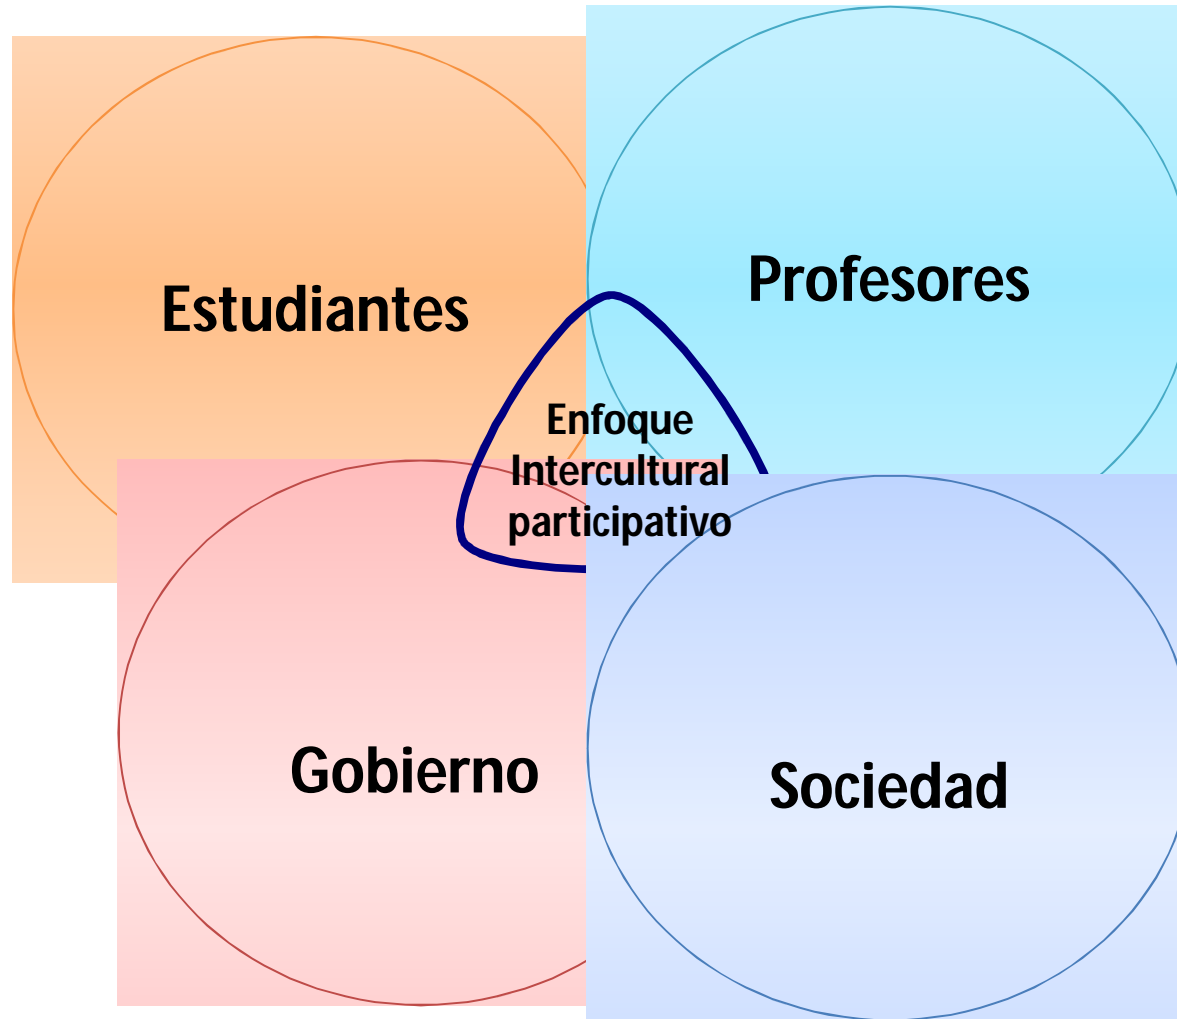 Estudiantes
Profesores
Enfoque
Intercultural
participativo
Gobierno
Sociedad